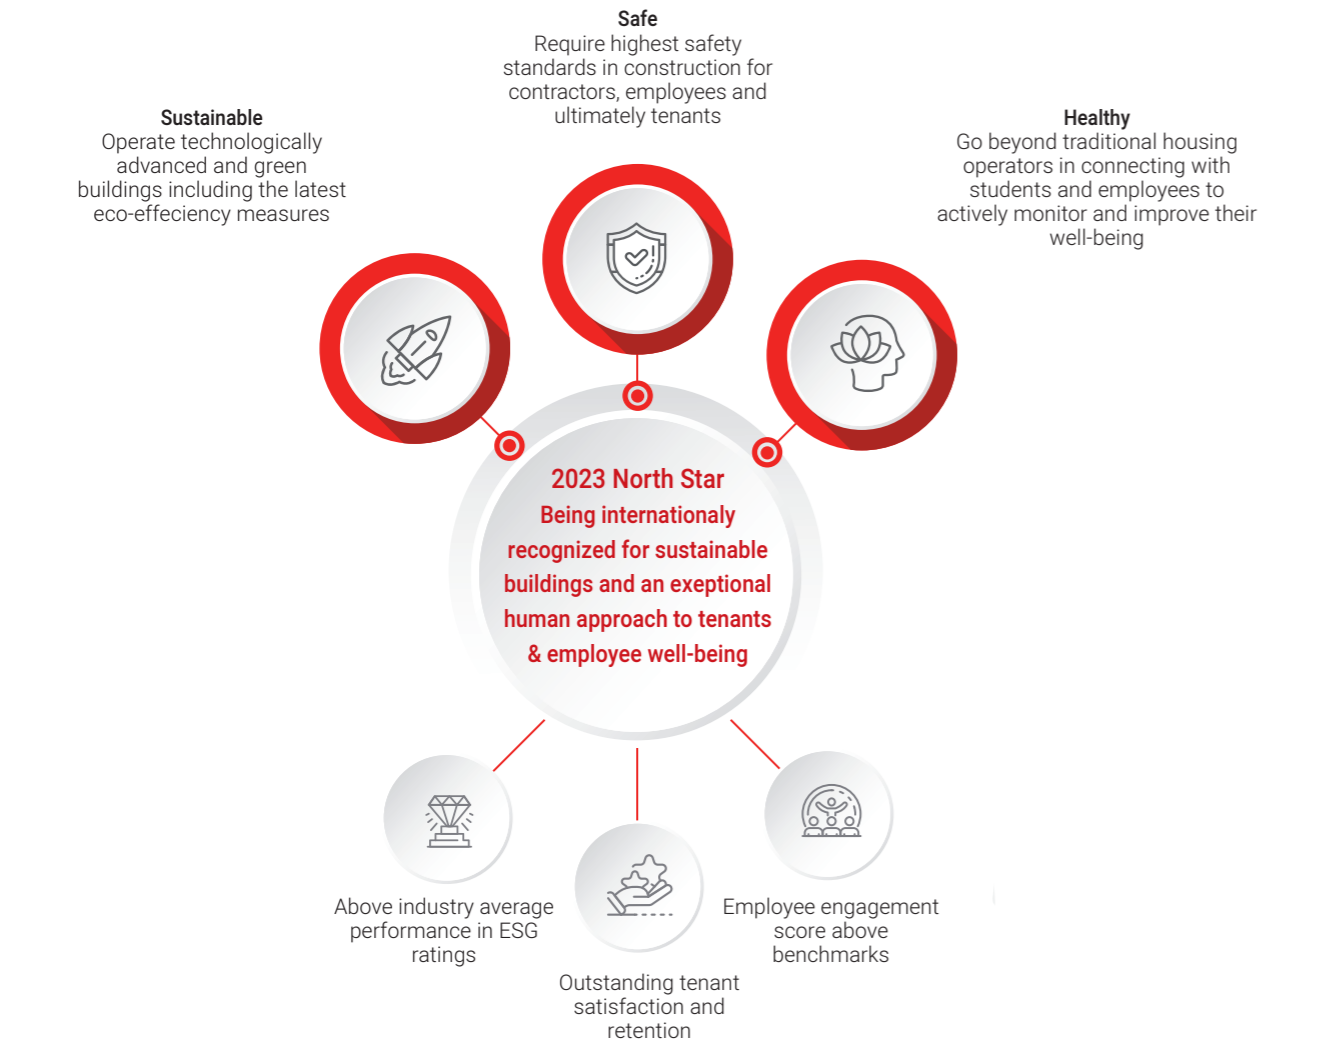 Safe
Require highest safety
standards in construction for
contractors, employees and
ultimately tenants
Sustainable
Operate technologically
advanced and green
buildings including the latest
eco-effeciency measures
Healthy
Go beyond traditional housing
operators in connecting with
students and employees to
actively monitor and improve their
well-being
2023 North Star
Being internationaly
recognized for sustainable
buildings and an exeptional
human approach to tenants
& employee well-being
Above industry average
performance in ESG
ratings
Outstanding tenant
satisfaction and
retention
Employee engagement
score above
benchmarks